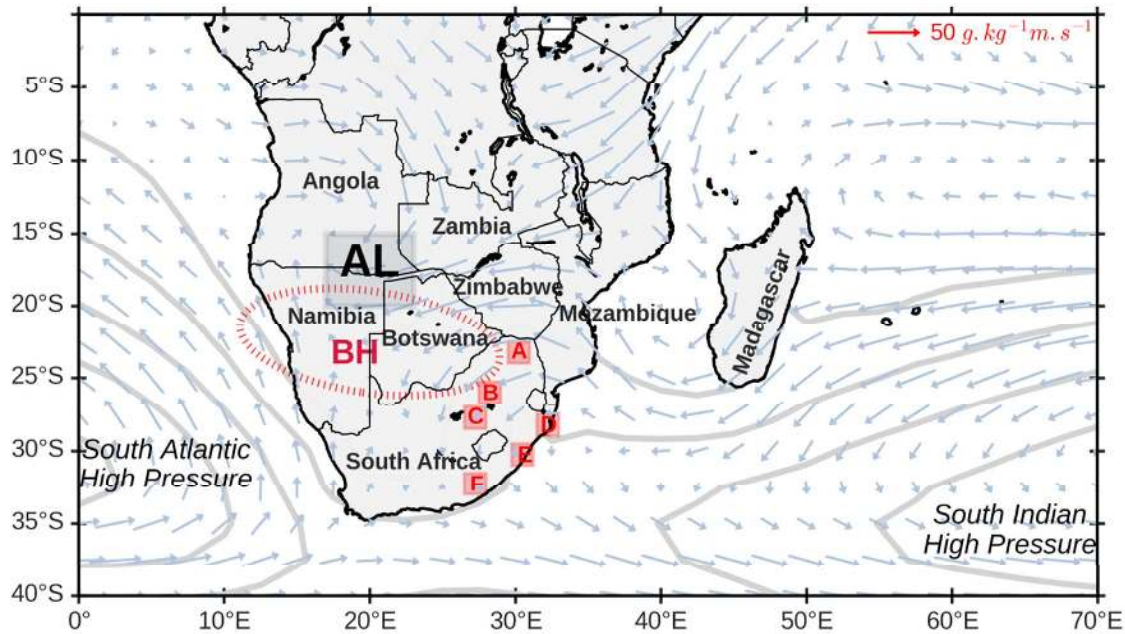 50 g.kg⁻¹m.s⁻¹
5°S
10°S
15°S
20°S
25°S
30°S
35°S
40°S
Angola
Zambia
AL
Zimbabwe
Namibia
Mozambique
Madagascar
Botswana
BH
A
B
C
D
E
F
South Africa
South Atlantic
High Pressure
South Indian
High Pressure
0°
10°E
20°E
30°E
40°E
50°E
60°E
70°E